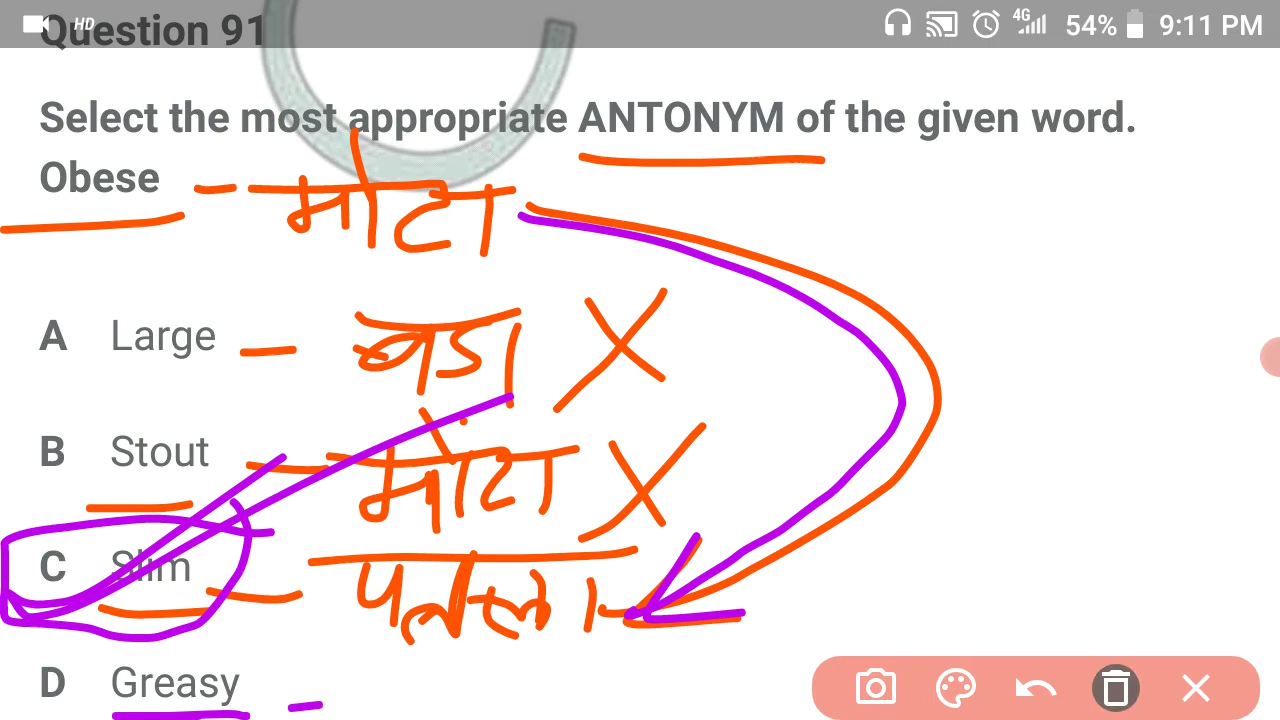 HD 4G 54% 9:11 PM
Question 91
Select the most appropriate ANTONYM of the given word.
Obese - मोटा
A Large - बडा X
B Stout - मोटा X
C Slim - पतला
D Greasy -